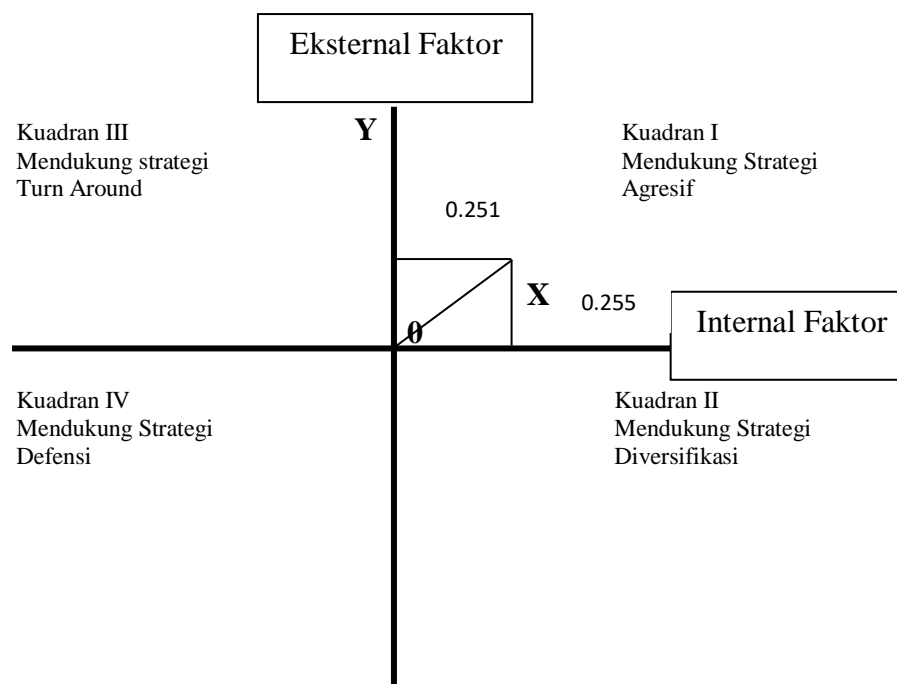 Eksternal Faktor
Kuadran III
Mendukung strategi
Turn Around
Y
Kuadran I
Mendukung Strategi
Agresif
0.251
X
0.255
Internal Faktor
0
Kuadran IV
Mendukung Strategi
Defensi
Kuadran II
Mendukung Strategi
Diversifikasi